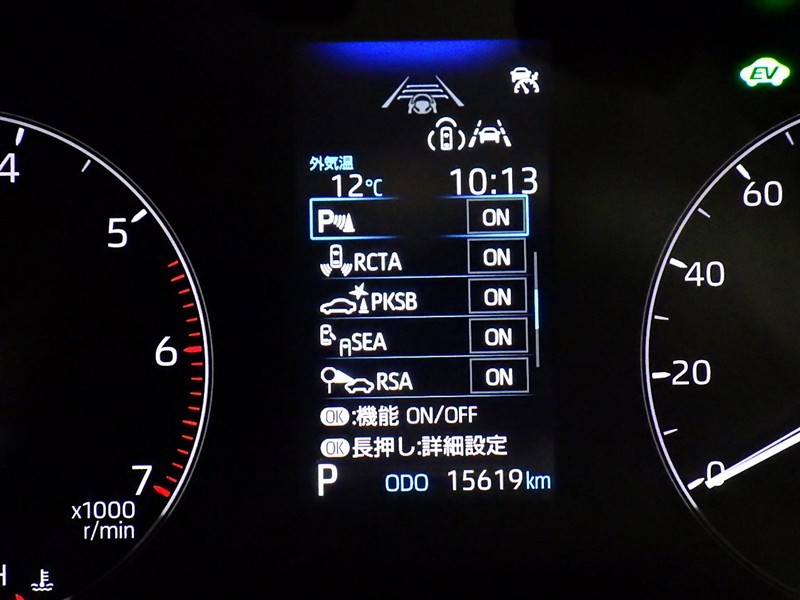 EV
外気温
12℃ 10:13
P ON
RCTA ON
PKSB ON
SEA ON
RSA ON
OK:機能 ON/OFF
OK長押し:詳細設定
P ODO 15619km
4
5
6
7
x1000
r/min
H
60
40
20
0